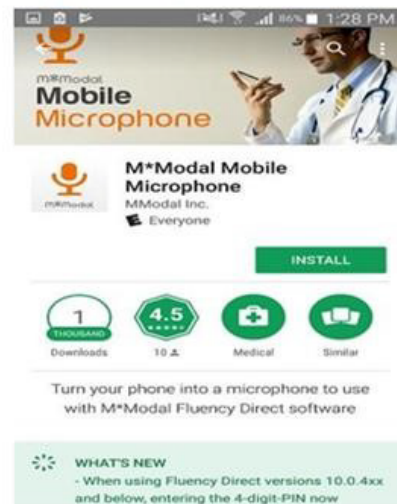 86% 1:28 PM
M*Modal
Mobile
Microphone
M*Modal Mobile
Microphone
M*Modal
MModal Inc.
E Everyone
INSTALL
1
THOUSAND
Downloads
4.5
10
Medical
Similar
Turn your phone into a microphone to use
with M*Modal Fluency Direct software
WHAT'S NEW
- When using Fluency Direct versions 10.0.4xx
and below, entering the 4-digit-PIN now